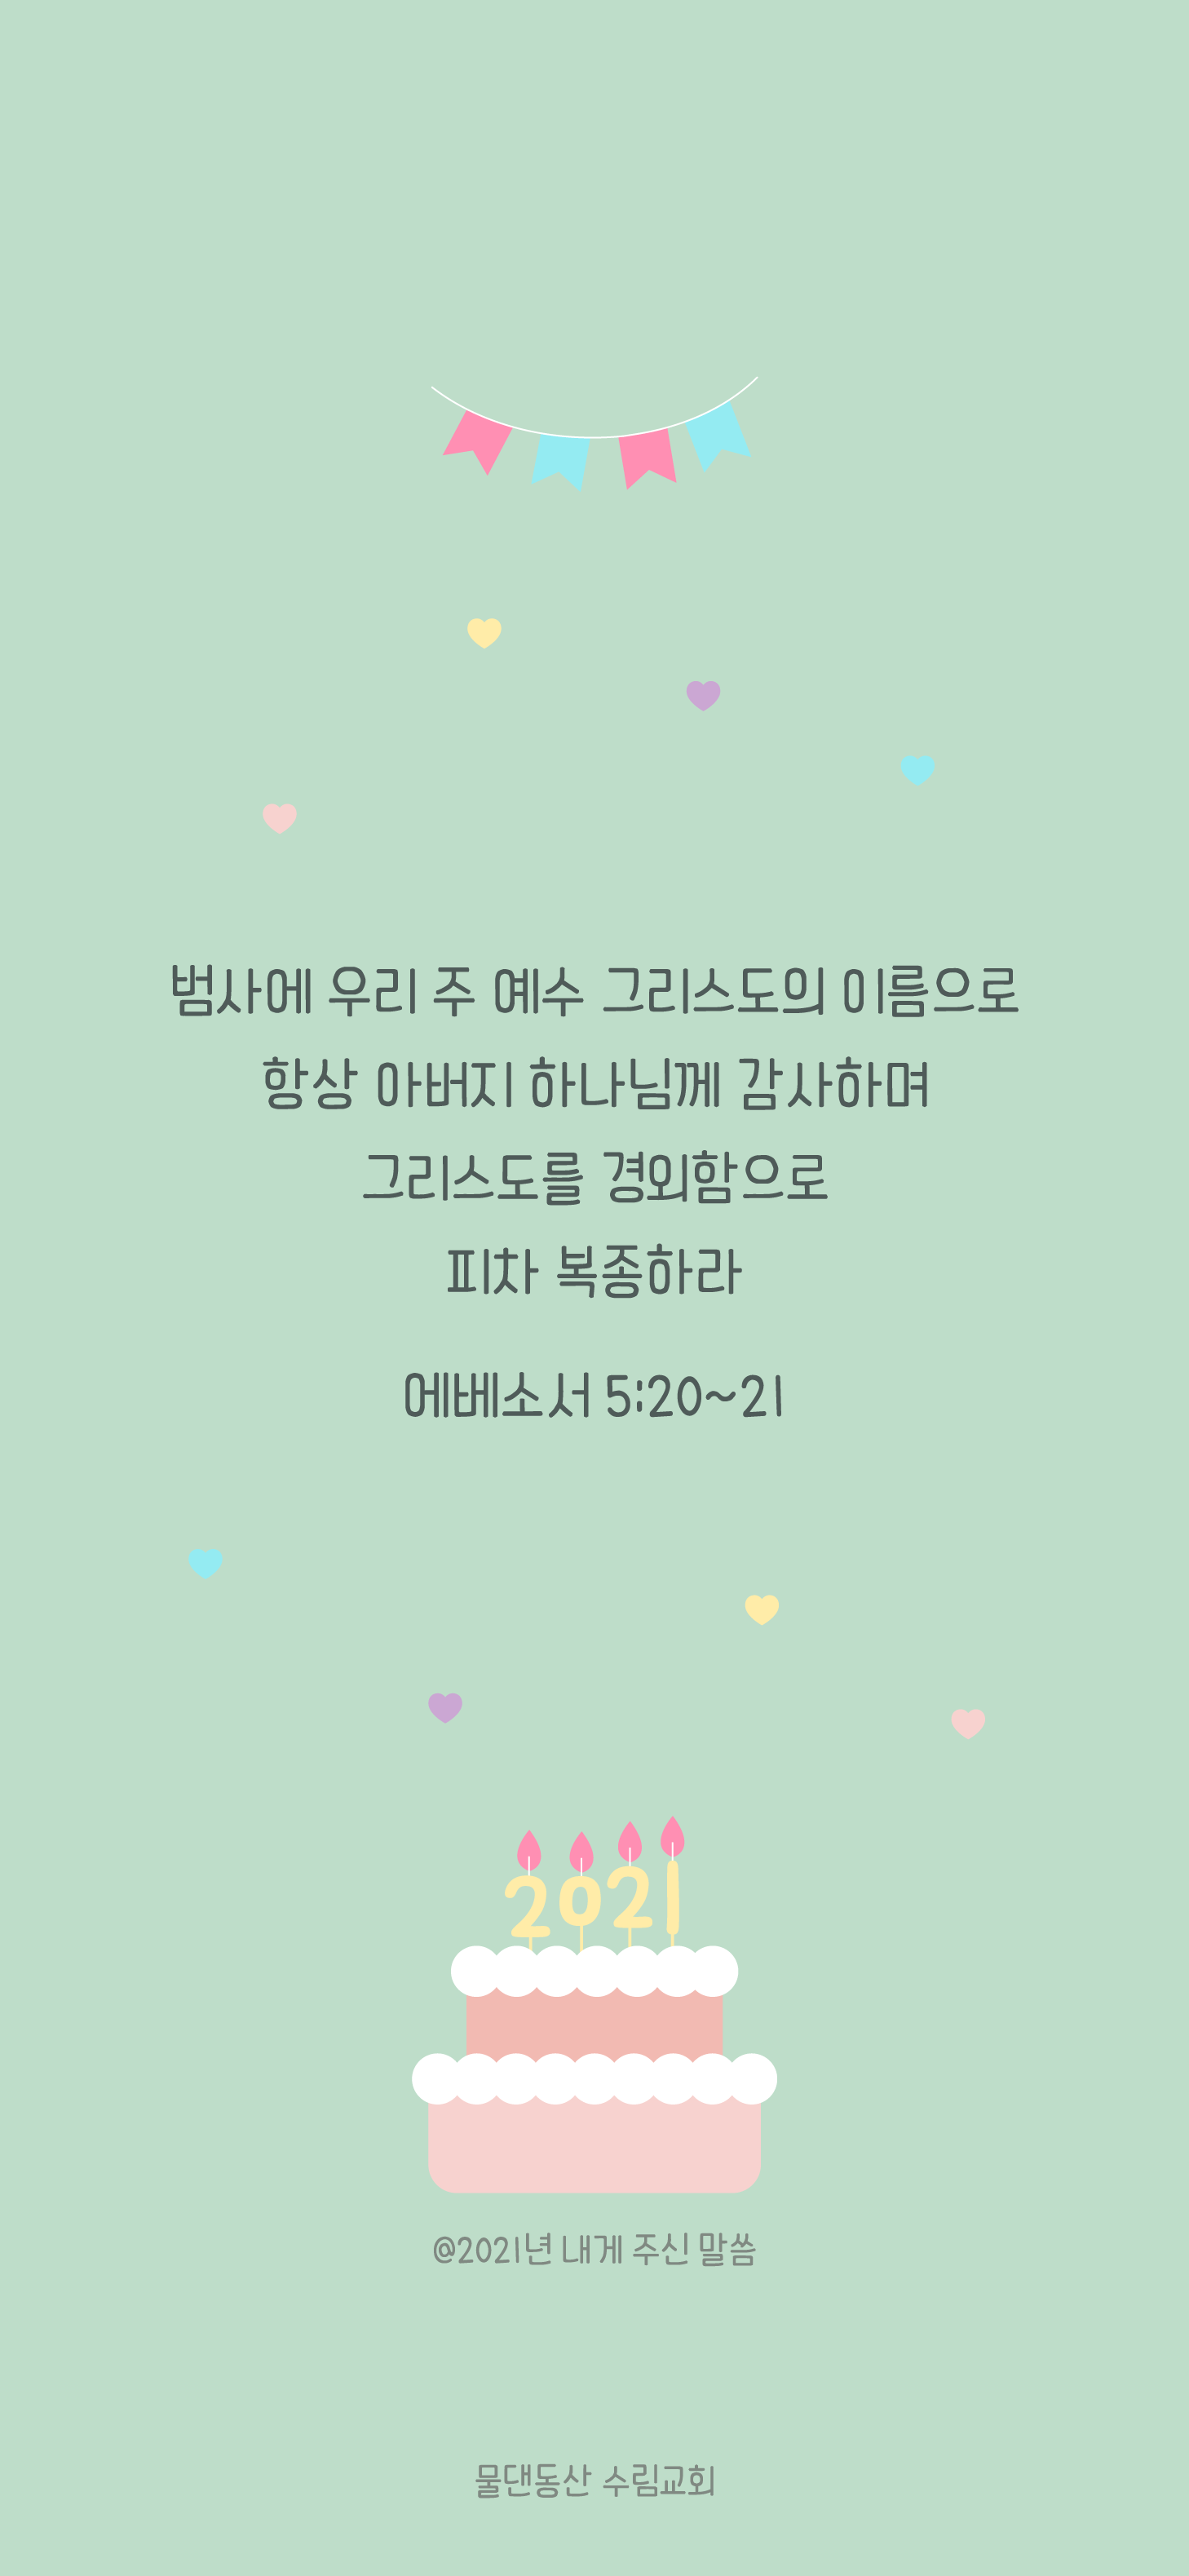 범사에 우리 주 예수 그리스도의 이름으로
항상 아버지 하나님께 감사하며
그리스도를 경외함으로
피차 복종하라
에베소서 5:20~21
2021
@2021년 내게 주신 말씀
물댄동산 수림교회